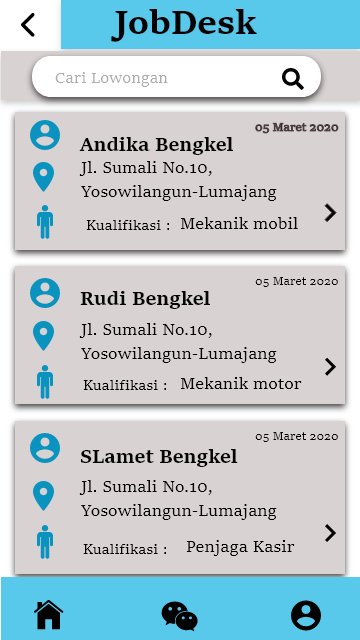 JobDesk
Cari Lowongan
05 Maret 2020
Andika Bengkel
Jl. Sumali No.10,
Yosowilangun-Lumajang
Kualifikasi : Mekanik mobil
05 Maret 2020
Rudi Bengkel
Jl. Sumali No.10,
Yosowilangun-Lumajang
Kualifikasi : Mekanik motor
05 Maret 2020
SLamet Bengkel
Jl. Sumali No.10,
Yosowilangun-Lumajang
Kualifikasi : Penjaga Kasir